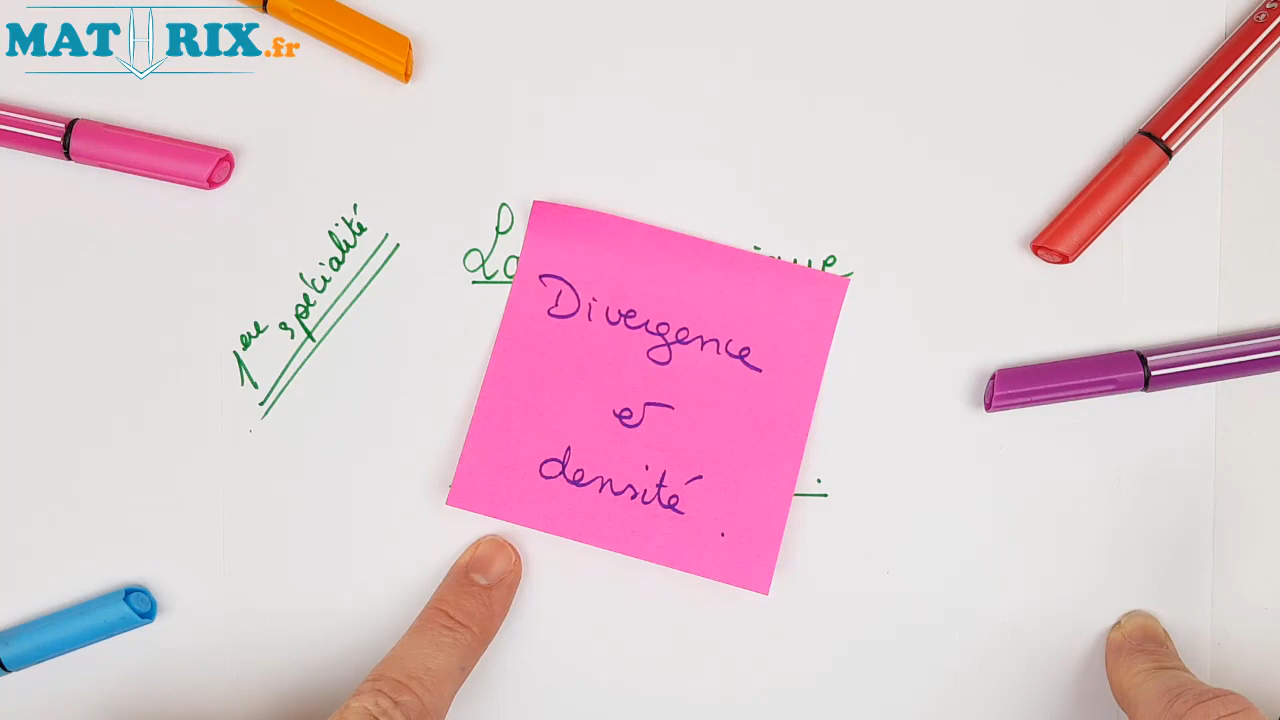 MATHRIX.fr
1ère spécialité
Divergence
et
densité.